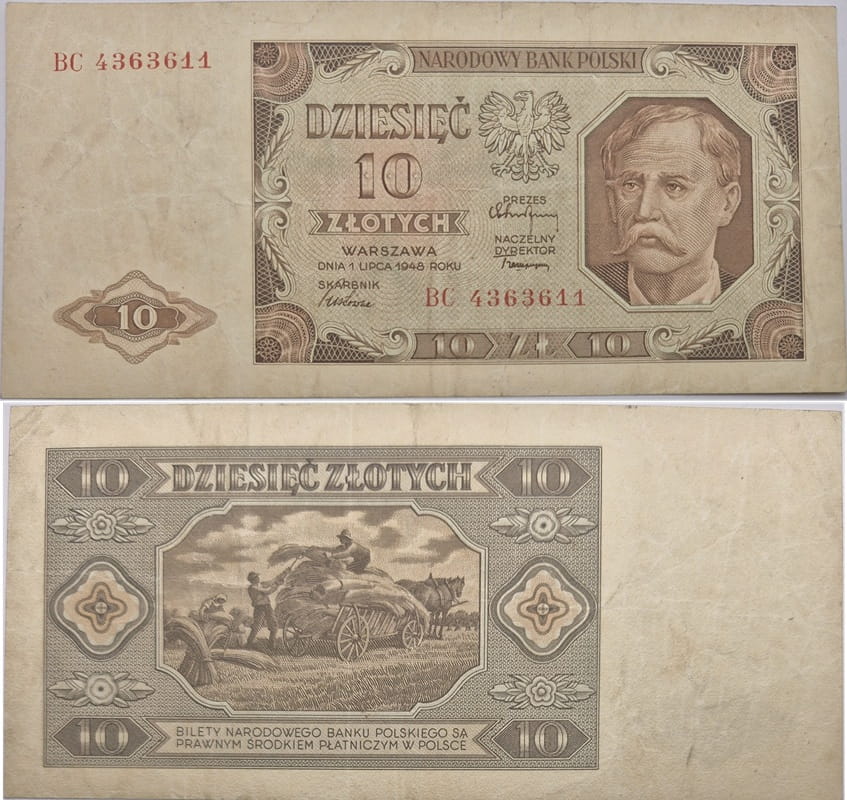 BC 4363611
NARODOWY BANK POLSKI
DZIESIĘĆ
10
ZŁOTYCH
WARSZAWA
DNIA 1 LIPCA 1948 ROKU
SKARBNIK
PREZES
NACZELNY
DYREKTOR
BC 4363611
10
10 ZŁ 10
10 DZIESIĘĆ ZŁOTYCH 10
10 BILETY NARODOWEGO BANKU POLSKIEGO SĄ 10
PRAWNYM ŚRODKIEM PŁATNICZYM W POLSCE